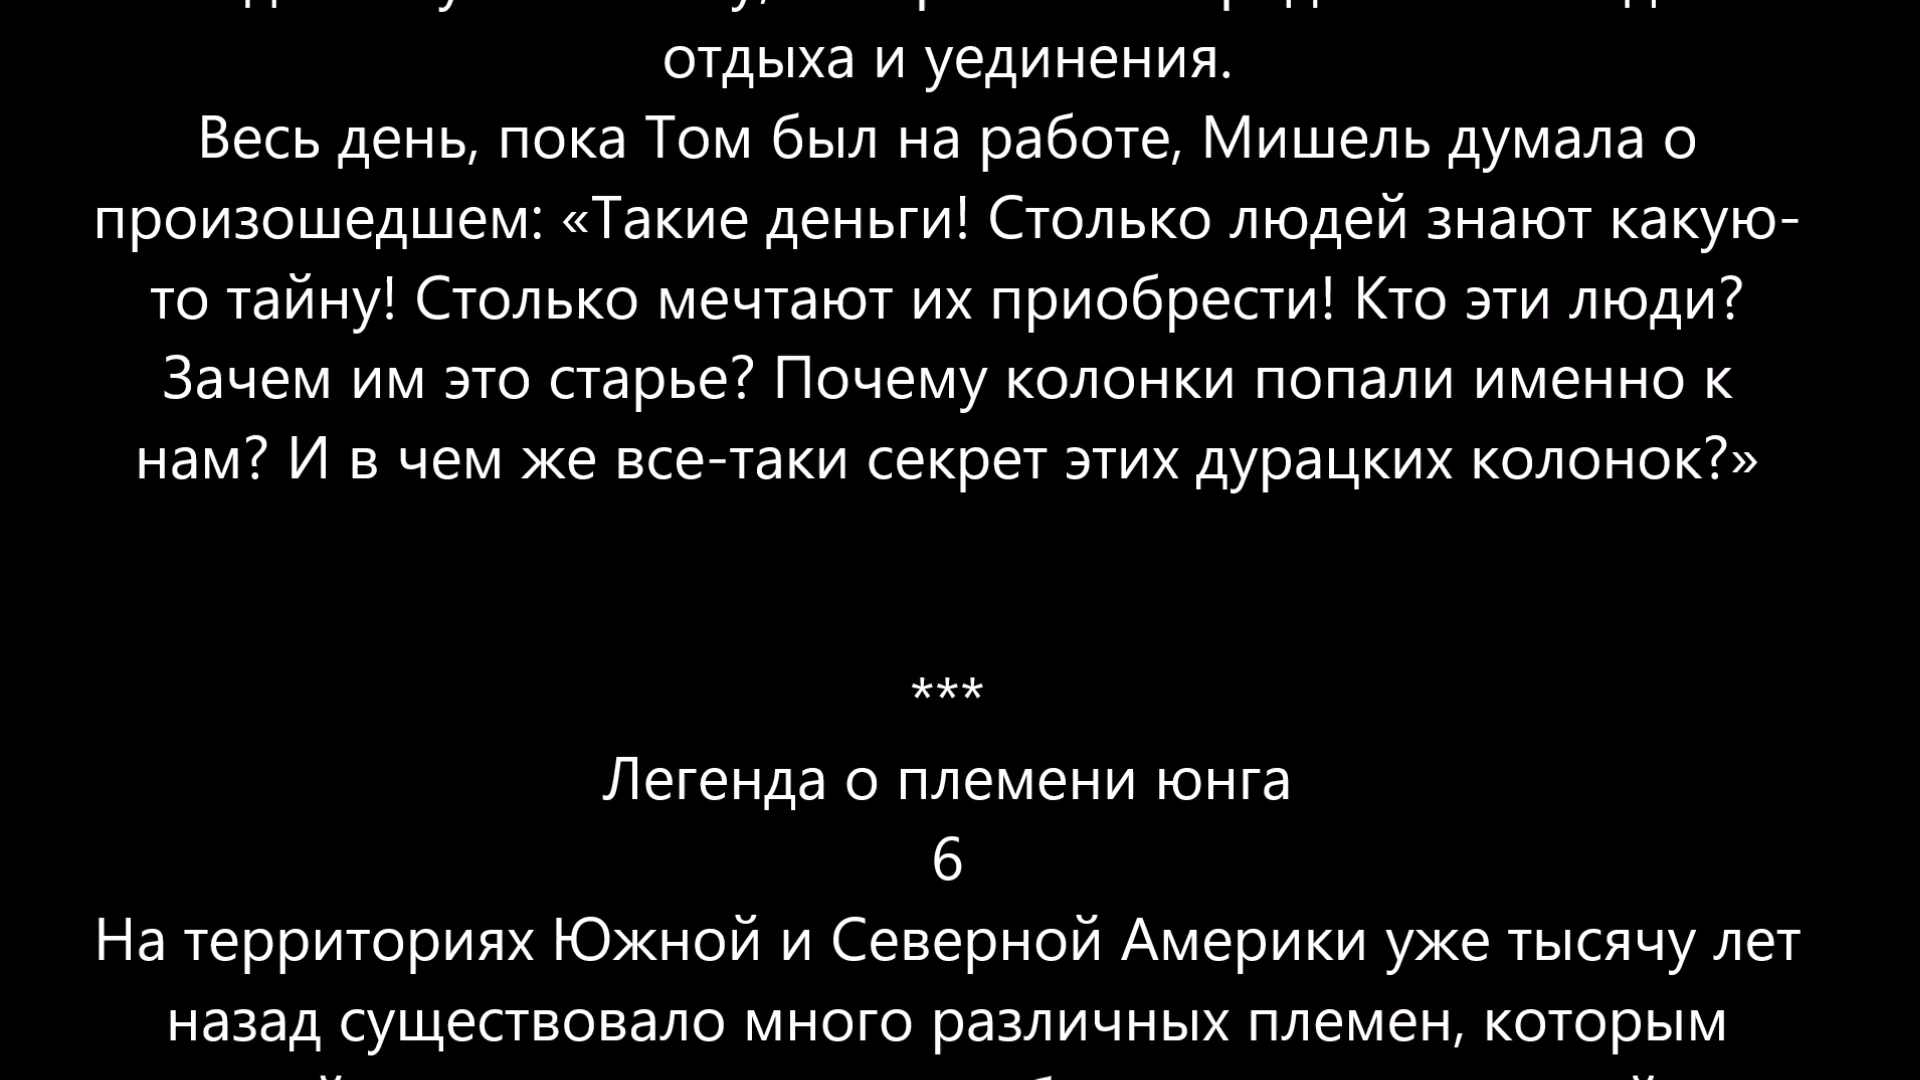 отдыха и уединения.
Весь день, пока Том был на работе, Мишель думала о
произошедшем: «Такие деньги! Столько людей знают какую-
то тайну! Столько мечтают их приобрести! Кто эти люди?
Зачем им это старье? Почему колонки попали именно к
нам? И в чем же все-таки секрет этих дурацких колонок?»
***
Легенда о племени юнга
6
На территориях Южной и Северной Америки уже тысячу лет
назад существовало много различных племен, которым